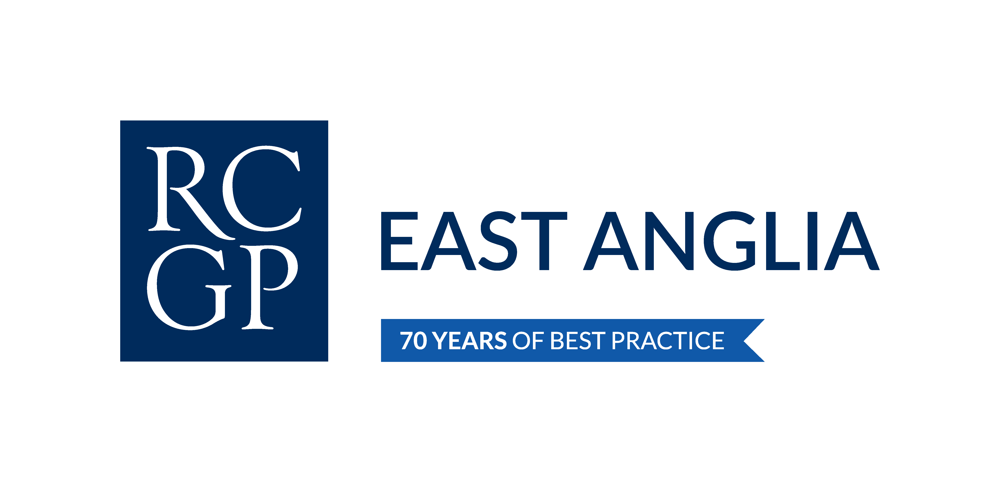 RC
GP
EAST ANGLIA
70 YEARS OF BEST PRACTICE